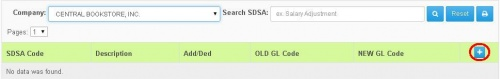 Company: CENTRAL BOOKSTORE, INC. Search SDSA: ex. Salary Adjustment Reset
Pages: 1
SDSA Code Description Add/Ded OLD GL Code NEW GL Code +
No data was found.